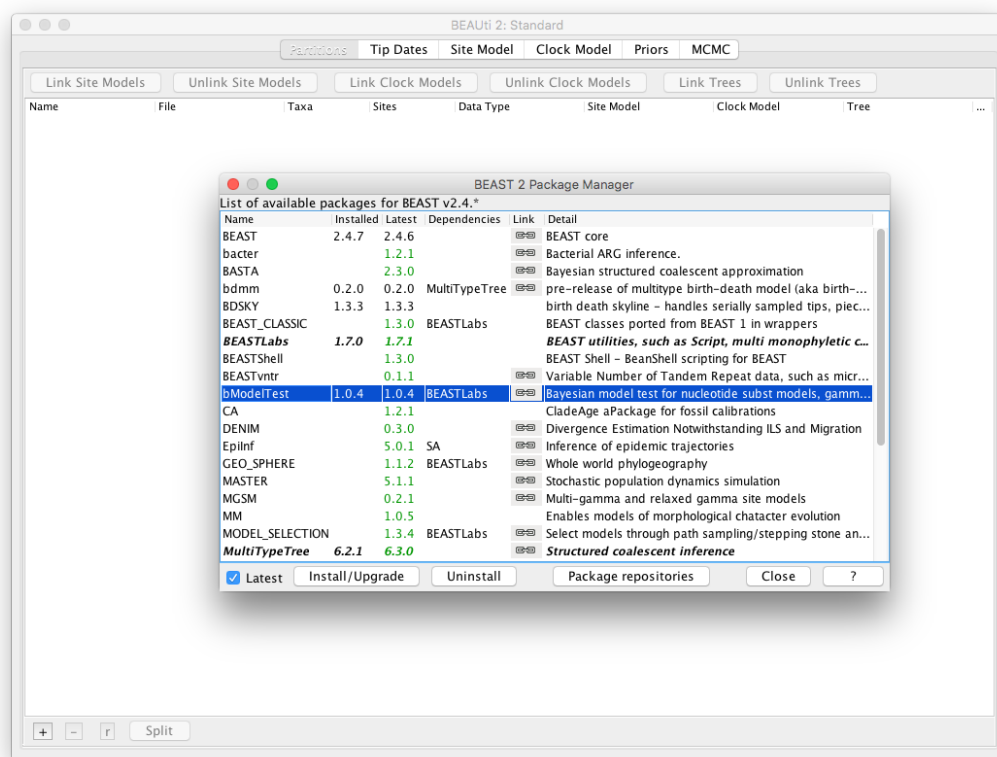 BEAUti 2: Standard
Partitions Tip Dates Site Model Clock Model Priors MCMC
Link Site Models Unlink Site Models Link Clock Models Unlink Clock Models Link Trees Unlink Trees
Name File Taxa Sites Data Type Site Model Clock Model Tree ...
BEAST 2 Package Manager
List of available packages for BEAST v2.4.*
Name Installed Latest Dependencies Link Detail
BEAST 2.4.7 2.4.6 BEAST core
bacter 1.2.1 Bacterial ARG inference.
BASTA 2.3.0 Bayesian structured coalescent approximation
bdmm 0.2.0 0.2.0 MultiTypeTree pre-release of multitype birth-death model (aka birth-...
BDSKY 1.3.3 1.3.3 birth death skyline - handles serially sampled tips, piec...
BEAST_CLASSIC 1.3.0 BEASTLabs BEAST classes ported from BEAST 1 in wrappers
BEASTLabs 1.7.0 1.7.1 BEAST utilities, such as Script, multi monophyletic c...
BEASTShell 1.3.0 BEAST Shell - BeanShell scripting for BEAST
BEASTvntr 0.1.1 Variable Number of Tandem Repeat data, such as micr...
bModelTest 1.0.4 1.0.4 BEASTLabs Bayesian model test for nucleotide subst models, gamm...
CA 1.2.1 CladeAge aPackage for fossil calibrations
DENIM 0.3.0 Divergence Estimation Notwithstanding ILS and Migration
EpiInf 5.0.1 SA Inference of epidemic trajectories
GEO_SPHERE 1.1.2 BEASTLabs Whole world phylogeography
MASTER 5.1.1 Stochastic population dynamics simulation
MGSM 0.2.1 Multi-gamma and relaxed gamma site models
MM 1.0.5 Enables models of morphological chatacter evolution
MODEL_SELECTION 1.3.4 BEASTLabs Select models through path sampling/stepping stone an...
MultiTypeTree 6.2.1 6.3.0 Structured coalescent inference
Latest Install/Upgrade Uninstall Package repositories Close ?
+ - r Split